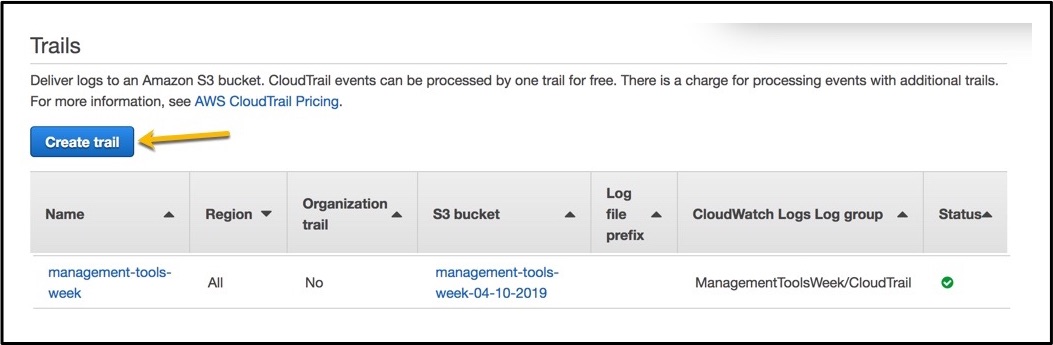 Trails
Deliver logs to an Amazon S3 bucket. CloudTrail events can be processed by one trail for free. There is a charge for processing events with additional trails.
For more information, see AWS CloudTrail Pricing.
Create trail
Name
Region
Organization
trail
S3 bucket
Log
file
prefix
CloudWatch Logs Log group
Status
management-tools-
week
All
No
management-tools-
week-04-10-2019
ManagementToolsWeek/CloudTrail